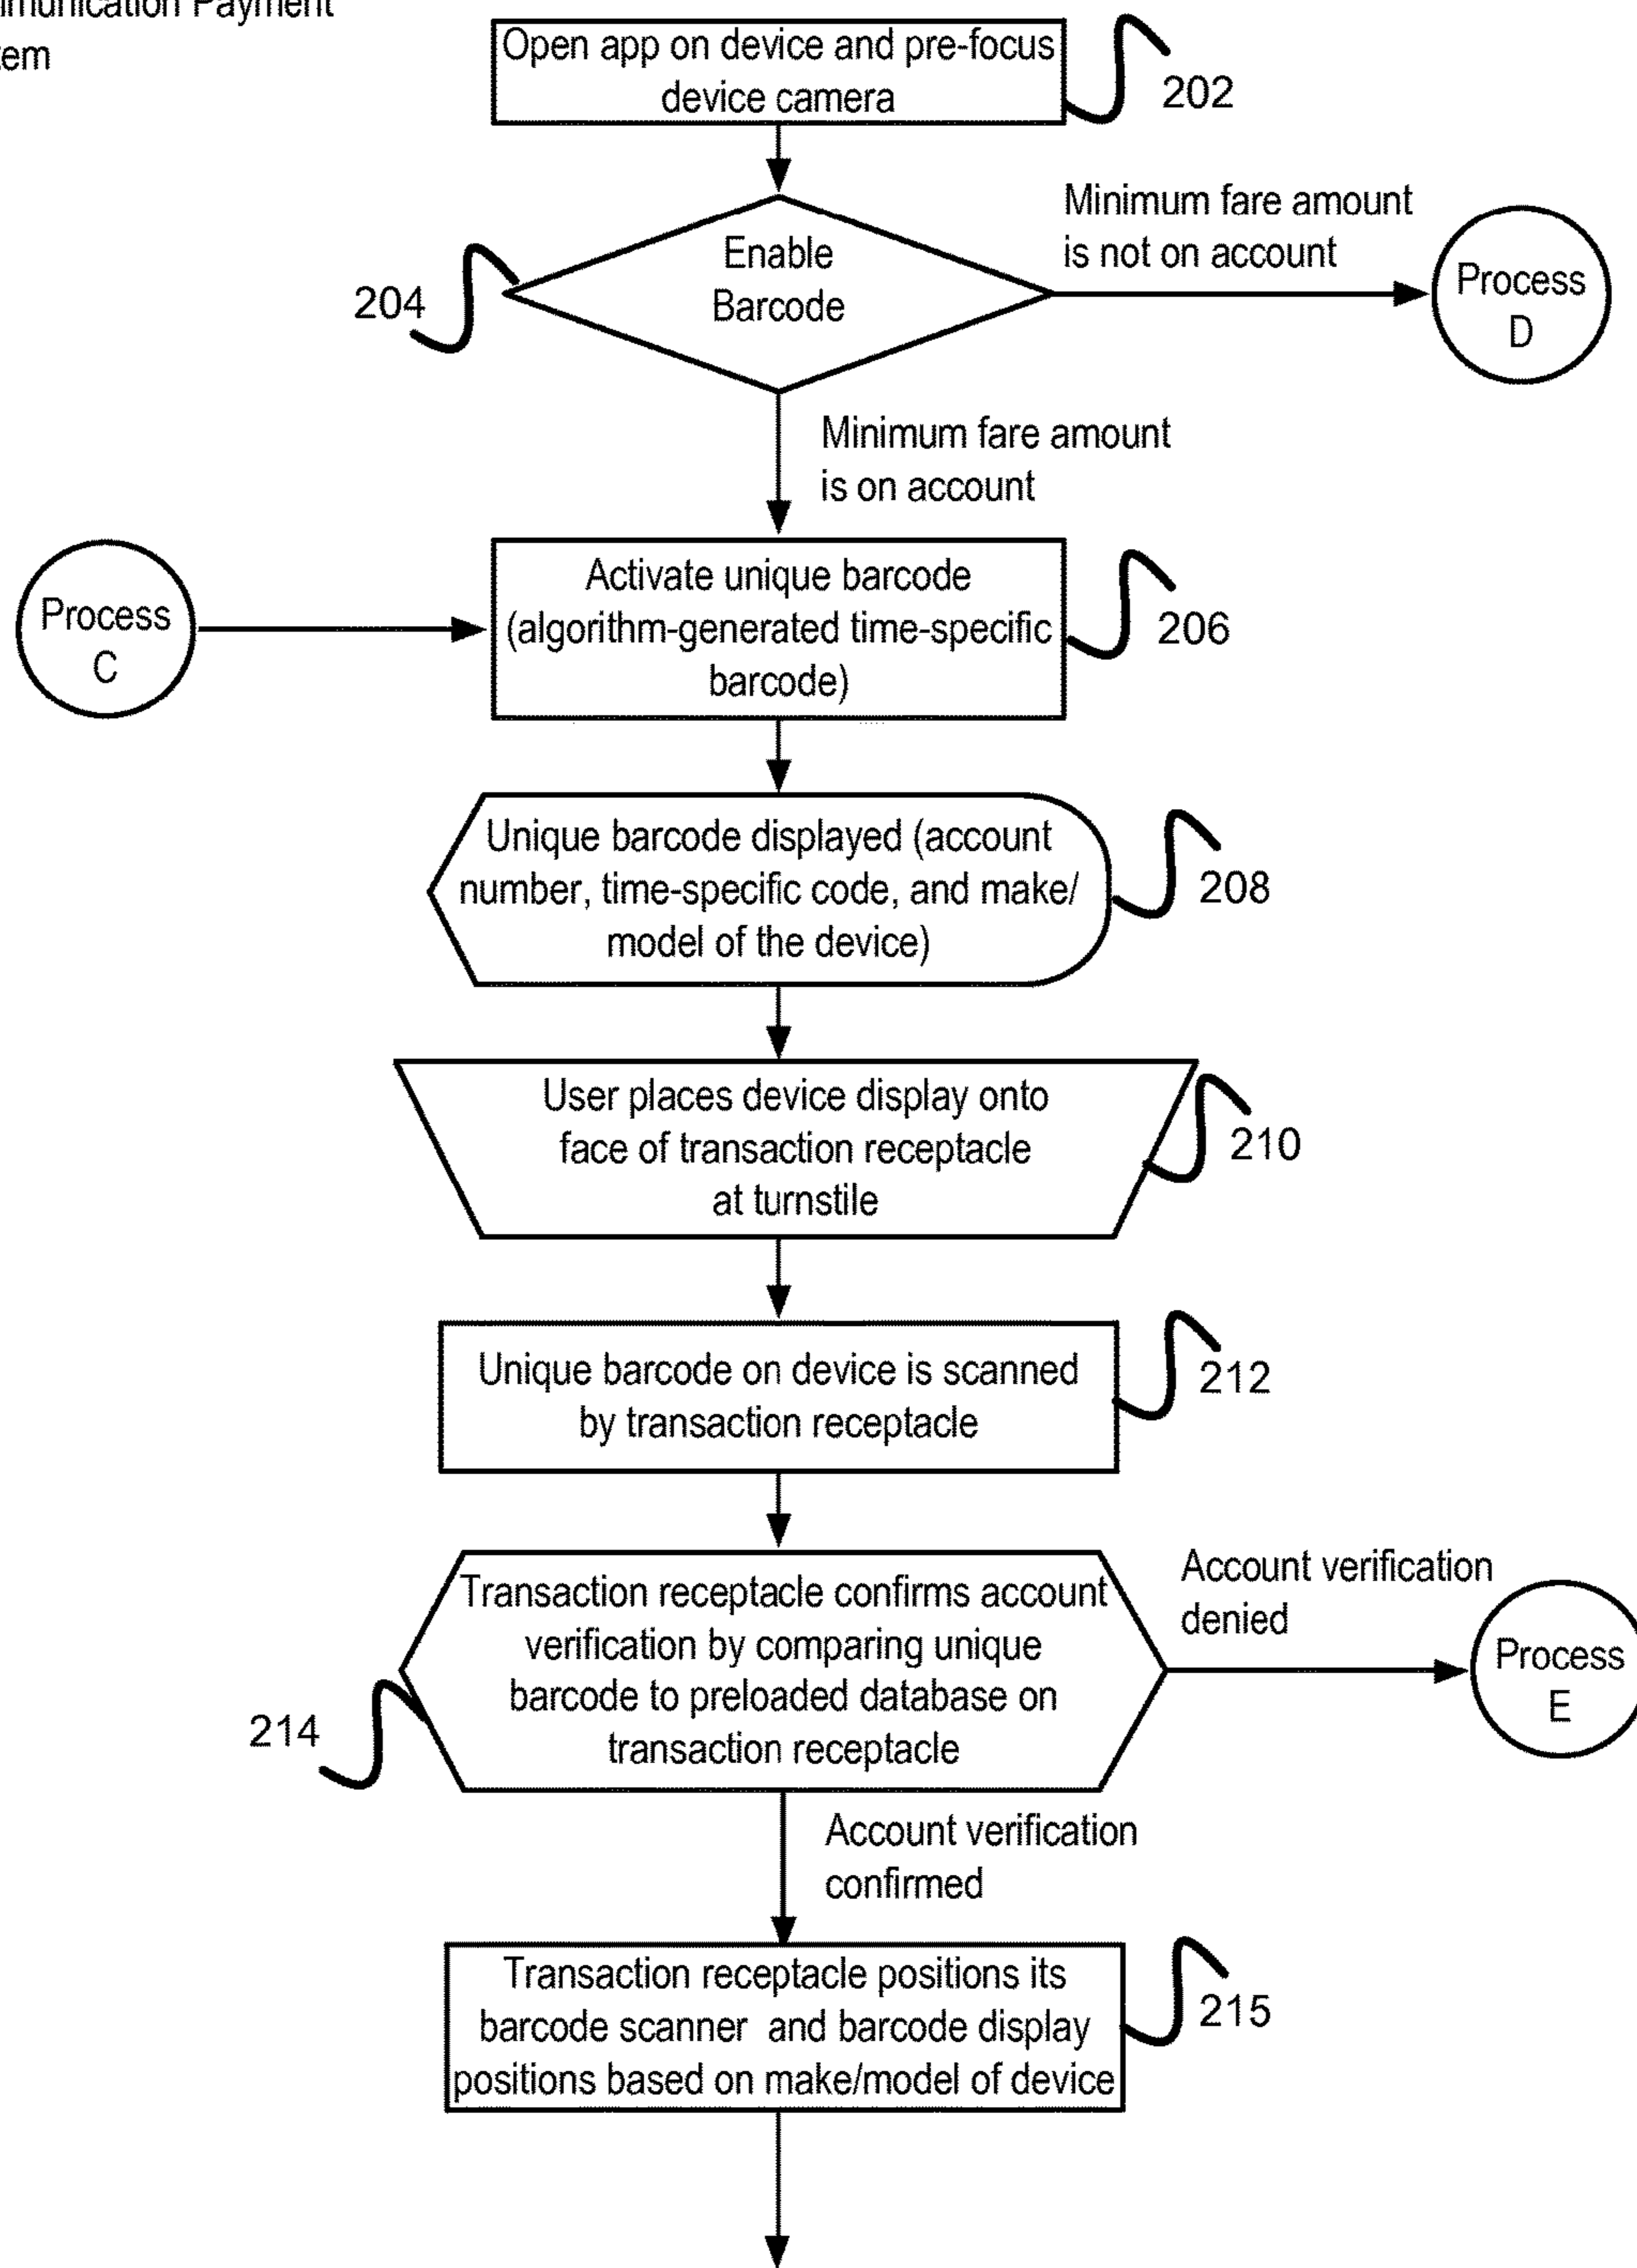 Payment
Open app on device and pre-focus
device camera
202
Minimum fare amount
is not on account
Enable
Barcode
204
Process
D
Minimum fare amount
is on account
Process
C
Activate unique barcode
(algorithm-generated time-specific
barcode)
206
Unique barcode displayed (account
number, time-specific code, and make/
model of the device)
208
User places device display onto
face of transaction receptacle
at turnstile
210
Unique barcode on device is scanned
by transaction receptacle
212
Transaction receptacle confirms account
verification by comparing unique
barcode to preloaded database on
transaction receptacle
214
Account verification
denied
Process
E
Account verification
confirmed
Transaction receptacle positions its
barcode scanner and barcode display
positions based on make/model of device
215